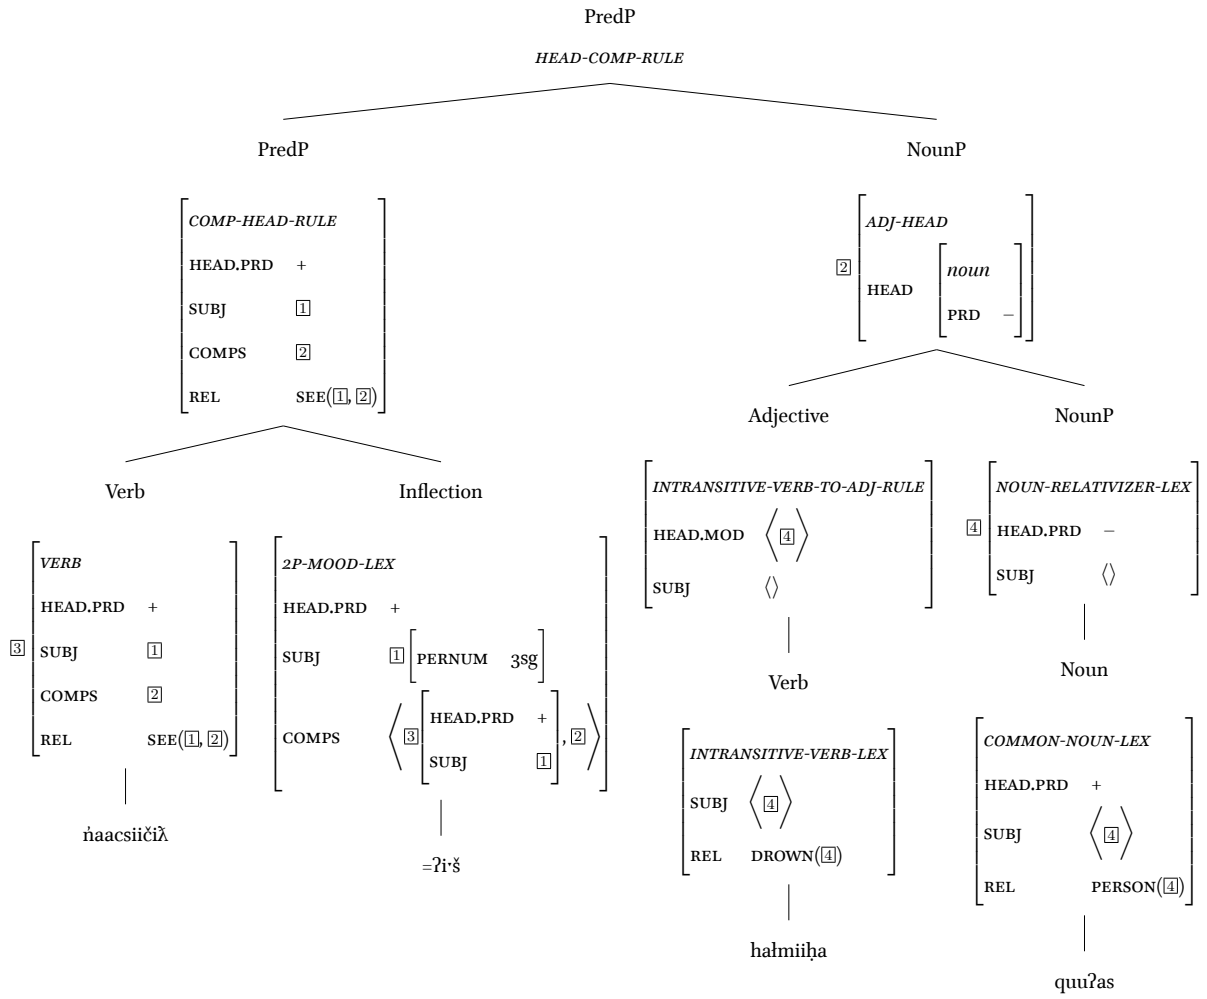 PredP
HEAD-COMP-RULE
PredP
NounP
COMP-HEAD-RULE
HEAD.PRD +
SUBJ 1
COMPS 2
REL SEE(1, 2)
2
ADJ-HEAD
HEAD
noun
PRD −
Adjective
NounP
INTRANSITIVE-VERB-TO-ADJ-RULE
HEAD.MOD ⟨4⟩
SUBJ ⟨⟩
4
NOUN-RELATIVIZER-LEX
HEAD.PRD −
SUBJ ⟨⟩
Verb
Inflection
3
VERB
HEAD.PRD +
SUBJ 1
COMPS 2
REL SEE(1, 2)
2P-MOOD-LEX
HEAD.PRD +
SUBJ 1 [PERNUM 3sg]
COMPS ⟨3 [HEAD.PRD +
SUBJ 1], 2⟩
n̓aacsiičiƛ̓
=ʔi·š
Verb
Noun
INTRANSITIVE-VERB-LEX
SUBJ ⟨4⟩
REL DROWN(4)
COMMON-NOUN-LEX
HEAD.PRD +
SUBJ ⟨4⟩
REL PERSON(4)
hałmiiḥa
quuʔas